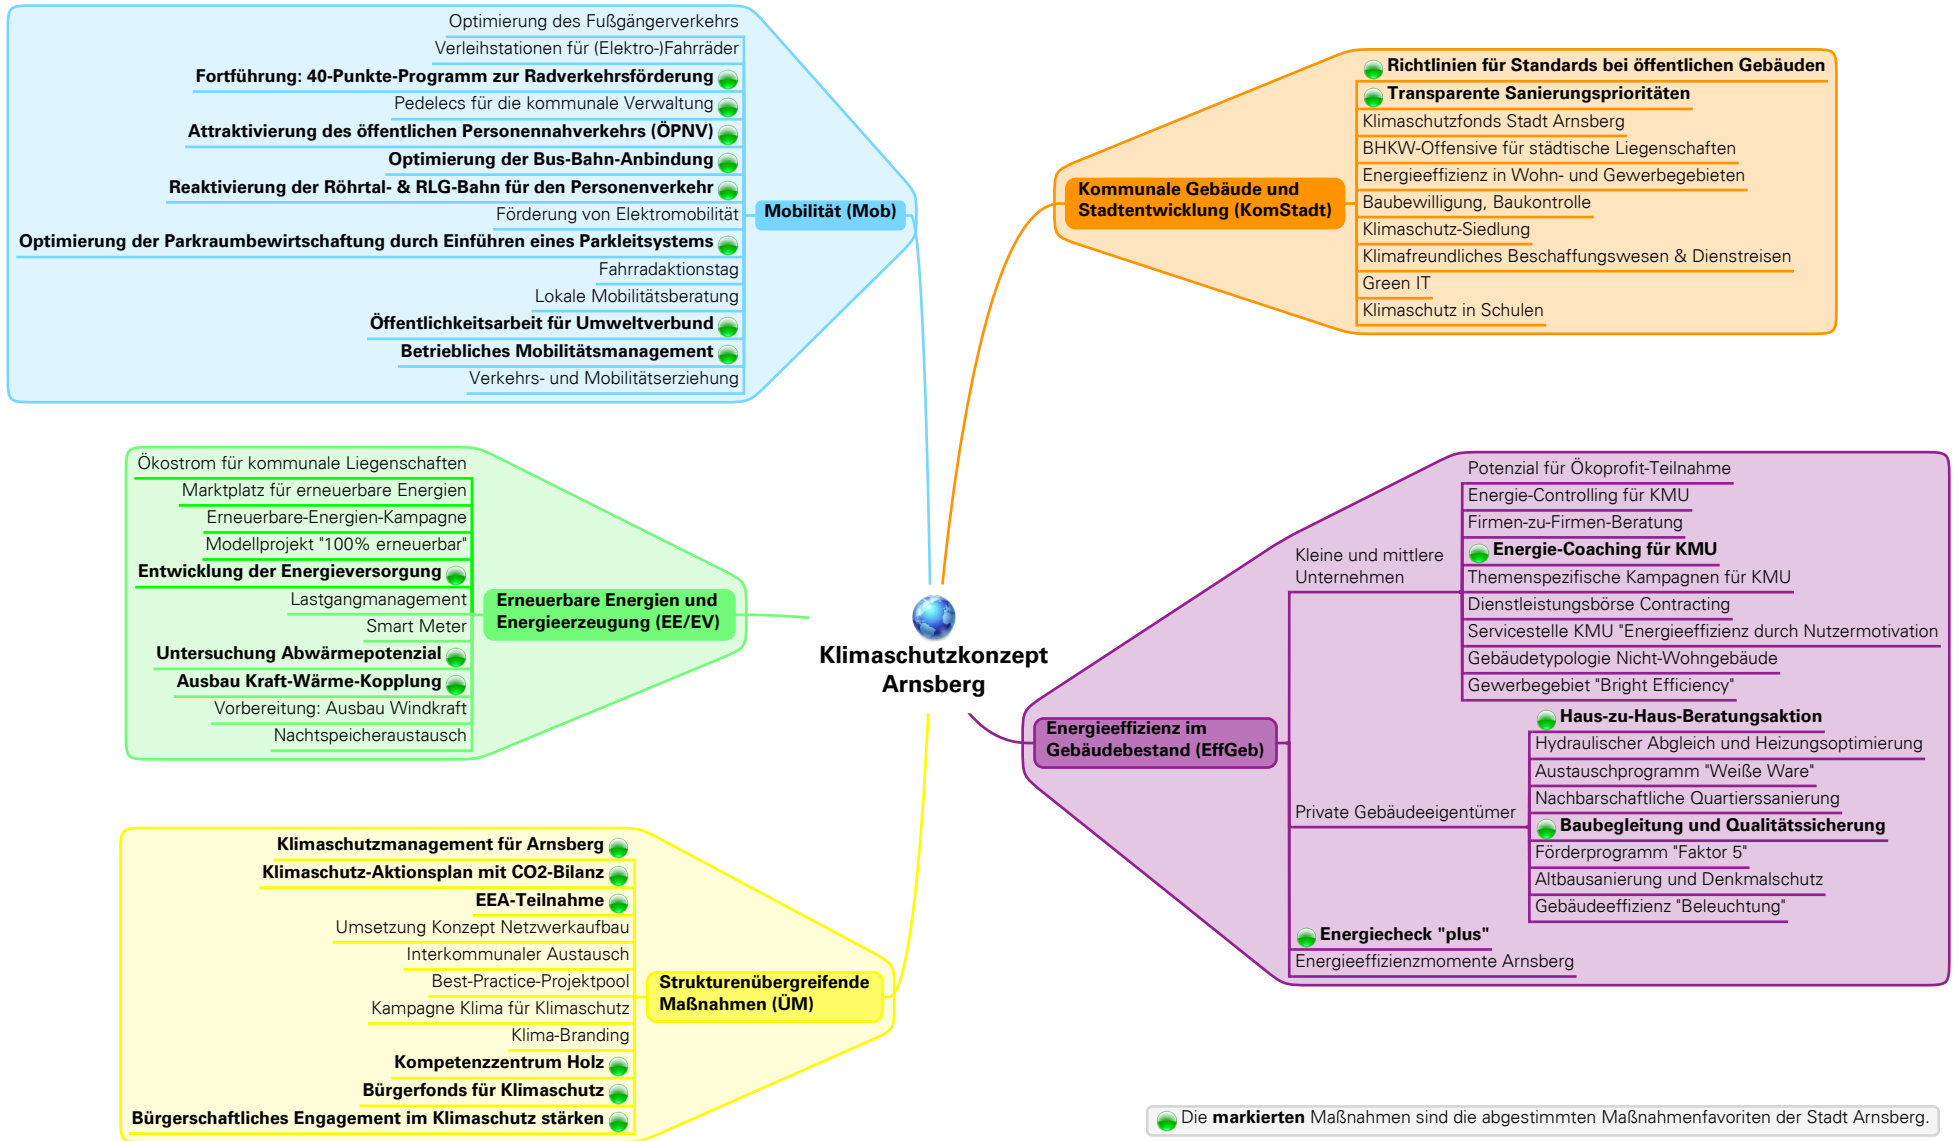 Optimierung des Fußgängerverkehrs
Verleihstationen für (Elektro-)Fahrräder
Fortführung: 40-Punkte-Programm zur Radverkehrsförderung
Pedelecs für die kommunale Verwaltung
Attraktivierung des öffentlichen Personennahverkehrs (ÖPNV)
Optimierung der Bus-Bahn-Anbindung
Reaktivierung der Röhrtal- & RLG-Bahn für den Personenverkehr
Förderung von Elektromobilität
Optimierung der Parkraumbewirtschaftung durch Einführen eines Parkleitsystems
Fahrradaktionstag
Lokale Mobilitätsberatung
Öffentlichkeitsarbeit für Umweltverbund
Betriebliches Mobilitätsmanagement
Verkehrs- und Mobilitätserziehung
Mobilität (Mob)
Kommunale Gebäude und
Stadtentwicklung (KomStadt)
Richtlinien für Standards bei öffentlichen Gebäuden
Transparente Sanierungsprioritäten
Klimaschutzfonds Stadt Arnsberg
BHKW-Offensive für städtische Liegenschaften
Energieeffizienz in Wohn- und Gewerbegebieten
Baubewilligung, Baukontrolle
Klimaschutz-Siedlung
Klimafreundliches Beschaffungswesen & Dienstreisen
Green IT
Klimaschutz in Schulen
Ökostrom für kommunale Liegenschaften
Marktplatz für erneuerbare Energien
Erneuerbare-Energien-Kampagne
Modellprojekt "100% erneuerbar"
Entwicklung der Energieversorgung
Lastgangmanagement
Smart Meter
Untersuchung Abwärmepotenzial
Ausbau Kraft-Wärme-Kopplung
Vorbereitung: Ausbau Windkraft
Nachtspeicheraustausch
Erneuerbare Energien und
Energieerzeugung (EE/EV)
Klimaschutzkonzept
Arnsberg
Energieeffizienz im
Gebäudebestand (EffGeb)
Kleine und mittlere
Unternehmen
Potenzial für Ökoprofit-Teilnahme
Energie-Controlling für KMU
Firmen-zu-Firmen-Beratung
Energie-Coaching für KMU
Themenspezifische Kampagnen für KMU
Dienstleistungsbörse Contracting
Servicestelle KMU "Energieeffizienz durch Nutzermotivation
Gebäudetypologie Nicht-Wohngebäude
Gewerbegebiet "Bright Efficiency"
Private Gebäudeeigentümer
Haus-zu-Haus-Beratungsaktion
Hydraulischer Abgleich und Heizungsoptimierung
Austauschprogramm "Weiße Ware"
Nachbarschaftliche Quartierssanierung
Baubegleitung und Qualitätssicherung
Förderprogramm "Faktor 5"
Altbausanierung und Denkmalschutz
Gebäudeeffizienz "Beleuchtung"
Energiecheck "plus"
Energieeffizienzmomente Arnsberg
Klimaschutzmanagement für Arnsberg
Klimaschutz-Aktionsplan mit CO2-Bilanz
EEA-Teilnahme
Umsetzung Konzept Netzwerkaufbau
Interkommunaler Austausch
Best-Practice-Projektpool
Kampagne Klima für Klimaschutz
Klima-Branding
Kompetenzzentrum Holz
Bürgerfonds für Klimaschutz
Bürgerschaftliches Engagement im Klimaschutz stärken
Strukturenübergreifende
Maßnahmen (ÜM)
Die markierten Maßnahmen sind die abgestimmten Maßnahmenfavoriten der Stadt Arnsberg.